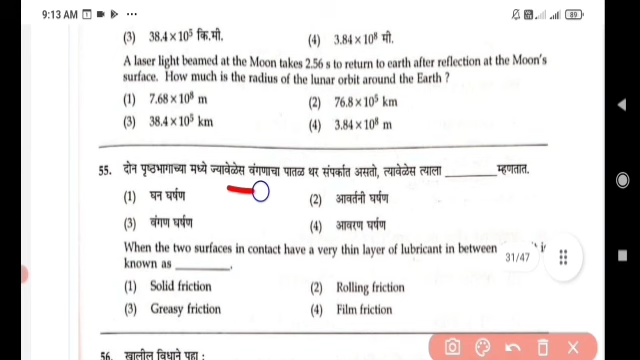 9:13 AM
89
(3) 38.4 × 10⁵ कि.मी. (4) 3.84 × 10⁸ मी.
A laser light beamed at the Moon takes 2.56 s to return to earth after reflection at the Moon's
surface. How much is the radius of the lunar orbit around the Earth ?
(1) 7.68 × 10⁸ m (2) 76.8 × 10⁵ km
(3) 38.4 × 10⁵ km (4) 3.84 × 10⁸ m
55. दोन पृष्ठभागाच्या मध्ये ज्यावेळेस वंगणाचा पातळ थर संपर्कात असतो, त्यावेळेस त्याला ________ म्हणतात.
(1) घन घर्षण (2) आवर्तनी घर्षण
(3) वंगण घर्षण (4) आवरण घर्षण
When the two surfaces in contact have a very thin layer of lubricant in between
known as ________.
31/47
(1) Solid friction (2) Rolling friction
(3) Greasy friction (4) Film friction
56. खालील विधाने पहा :